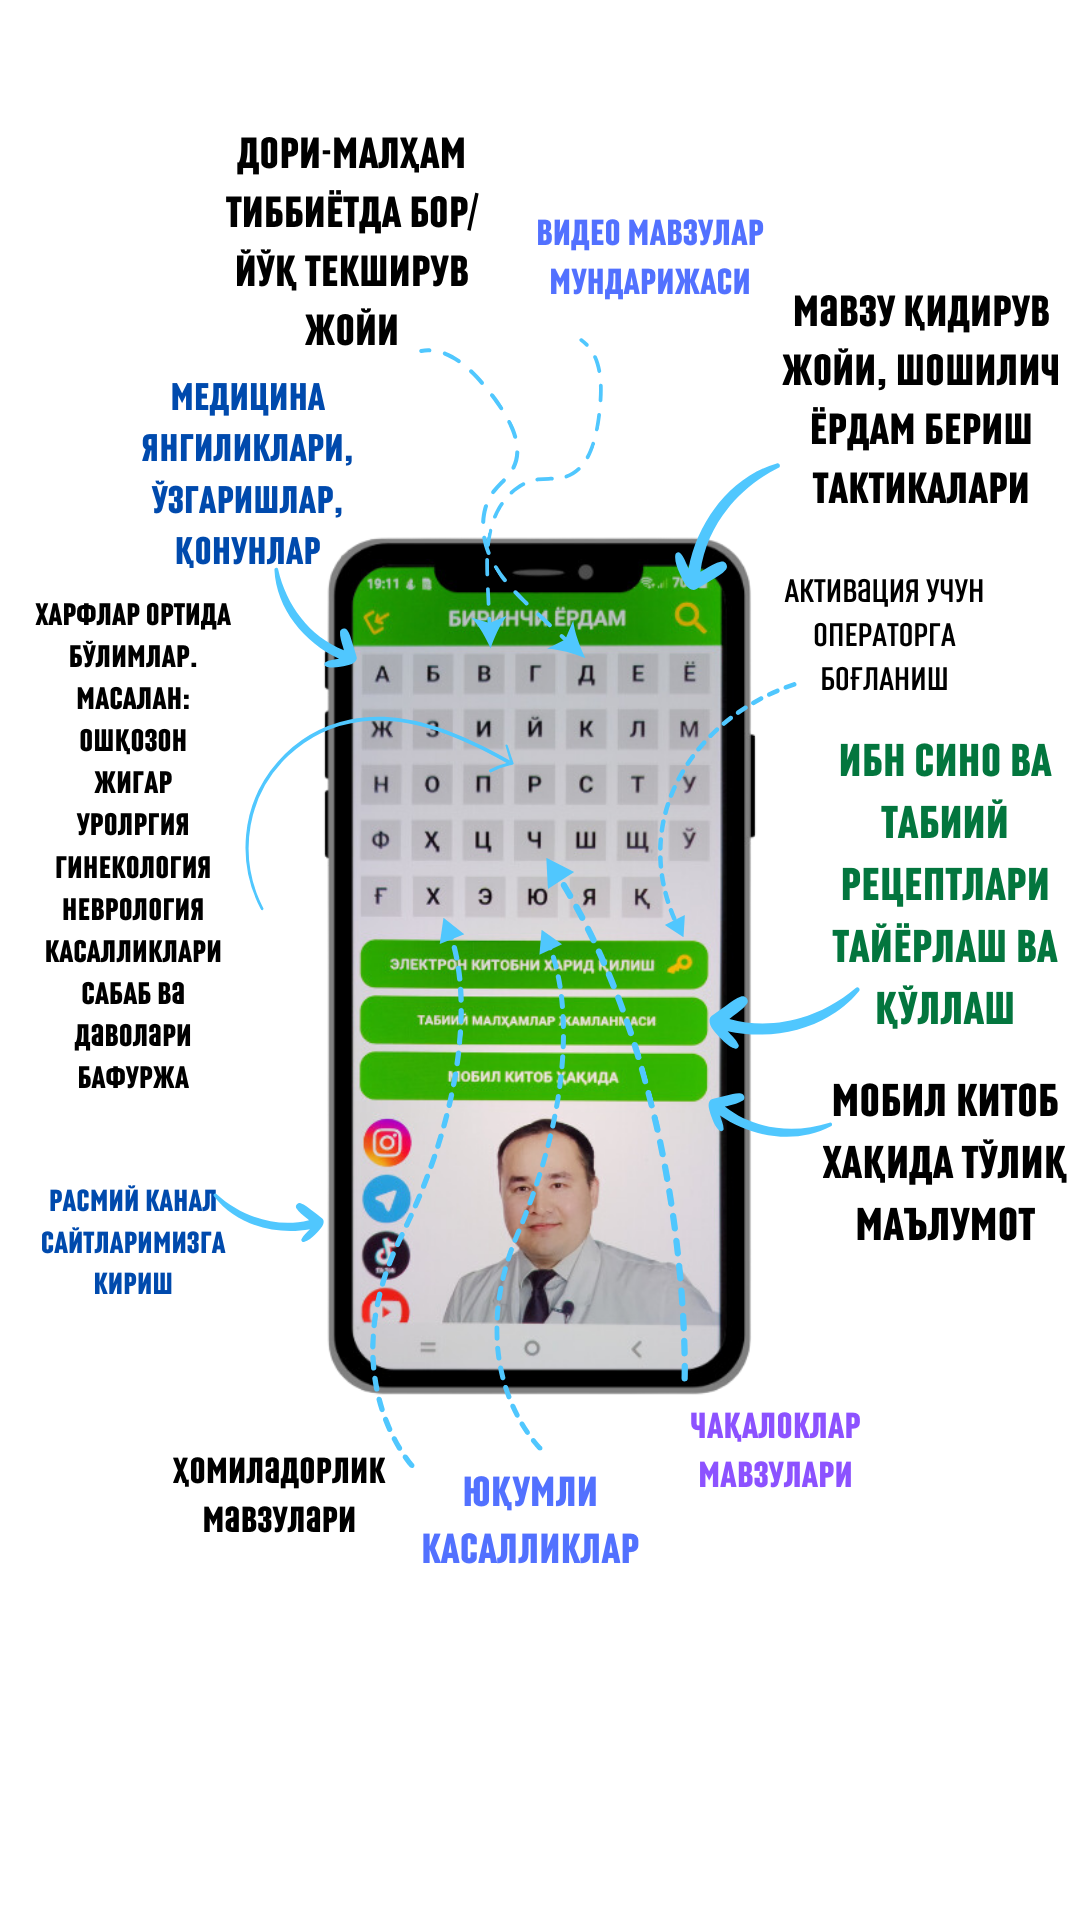 ДОРИ-МАЛҲАМ
ТИББИЁТДА БОР/
ЙЎҚ ТЕКШИРУВ
ЖОЙИ
ВИДЕО МАВЗУЛАР
МУНДАРИЖАСИ
МАВЗУ ҚИДИРУВ
ЖОЙИ, ШОШИЛИЧ
ЁРДАМ БЕРИШ
ТАКТИКАЛАРИ
МЕДИЦИНА
ЯНГИЛИКЛАРИ,
ЎЗГАРИШЛАР,
ҚОНУНЛАР
ХАРФЛАР ОРТИДА
БЎЛИМЛАР.
МАСАЛАН:
ОШҚОЗОН
ЖИГАР
УРОЛРГИЯ
ГИНЕКОЛОГИЯ
НЕВРОЛОГИЯ
КАСАЛЛИКЛАРИ
САБАБ ВА
ДАВОЛАРИ
БАФУРЖА
АКТИВАЦИЯ УЧУН
ОПЕРАТОРГА
БОҒЛАНИШ
19:11
БИРИНЧИ ЁРДАМ
А Б В Г Д Е Ё
Ж З И Й К Л М
Н О П Р С Т У
Ф Ҳ Ц Ч Ш Щ Ў
Ғ Х Э Ю Я Қ
ЭЛЕКТРОН КИТОБНИ ХАРИД ҚИЛИШ
ТАБИИЙ МАЛҲАМЛАР ЖАМЛАНМАСИ
МОБИЛ КИТОБ ҲАҚИДА
ИБН СИНО ВА
ТАБИИЙ
РЕЦЕПТЛАРИ
ТАЙЁРЛАШ ВА
ҚЎЛЛАШ
МОБИЛ КИТОБ
ХАҚИДА ТЎЛИҚ
МАЪЛУМОТ
РАСМИЙ КАНАЛ
САЙТЛАРИМИЗГА
КИРИШ
ҲОМИЛАДОРЛИК
МАВЗУЛАРИ
ЮҚУМЛИ
КАСАЛЛИКЛАР
ЧАҚАЛОКЛАР
МАВЗУЛАРИ